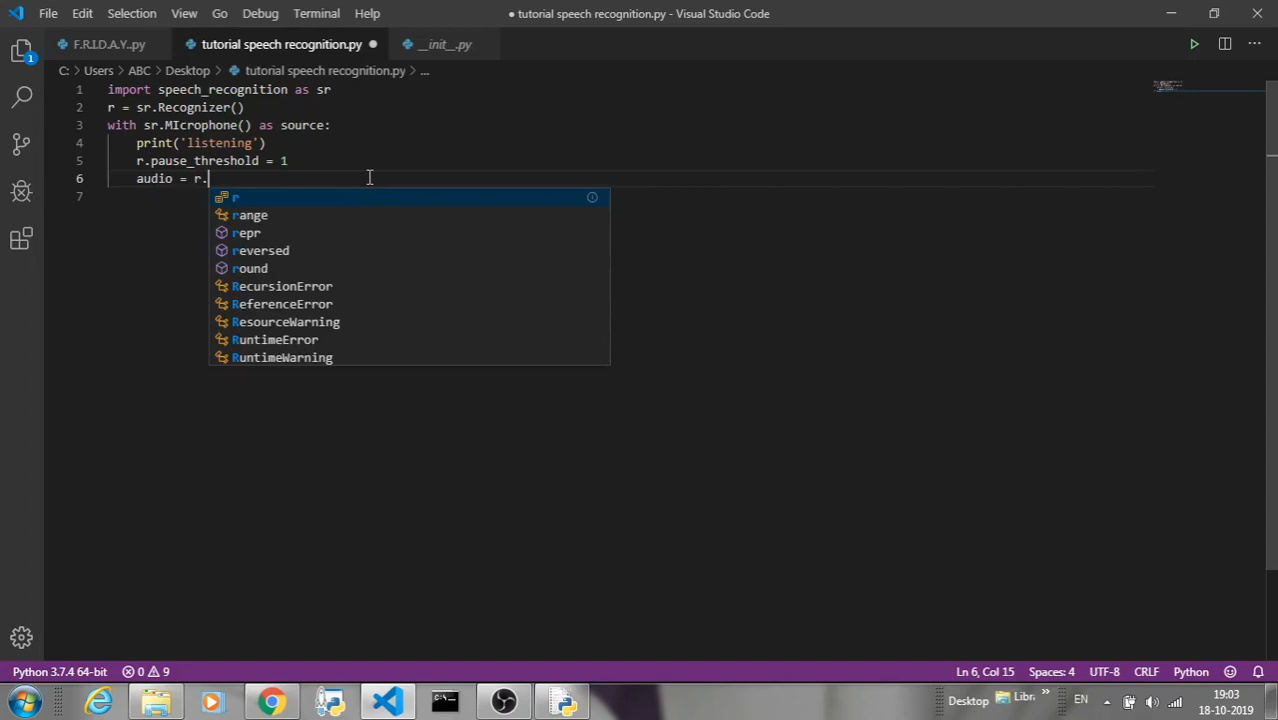 File Edit Selection View Go Debug Terminal Help
● tutorial speech recognition.py - Visual Studio Code
F.R.I.D.A.Y..py
tutorial speech recognition.py ●
__init__.py
C: > Users > ABC > Desktop > tutorial speech recognition.py > ...
1 import speech_recognition as sr
2 r = sr.Recognizer()
3 with sr.MIcrophone() as source:
4 print('listening')
5 r.pause_threshold = 1
6 audio = r.
7
r
range
repr
reversed
round
RecursionError
ReferenceError
ResourceWarning
RuntimeError
RuntimeWarning
1
Python 3.7.4 64-bit 0 9
Ln 6, Col 15 Spaces: 4 UTF-8 CRLF Python
Desktop Libr » EN
19:03
18-10-2019